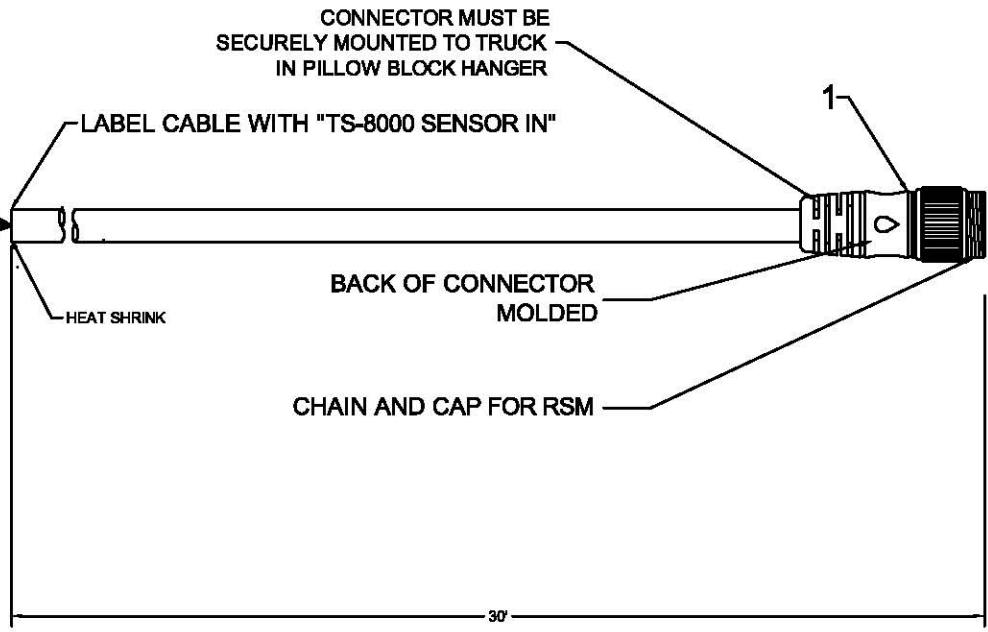 CONNECTOR MUST BE
SECURELY MOUNTED TO TRUCK
IN PILLOW BLOCK HANGER
1
LABEL CABLE WITH "TS-8000 SENSOR IN"
BACK OF CONNECTOR
MOLDED
HEAT SHRINK
CHAIN AND CAP FOR RSM
30'